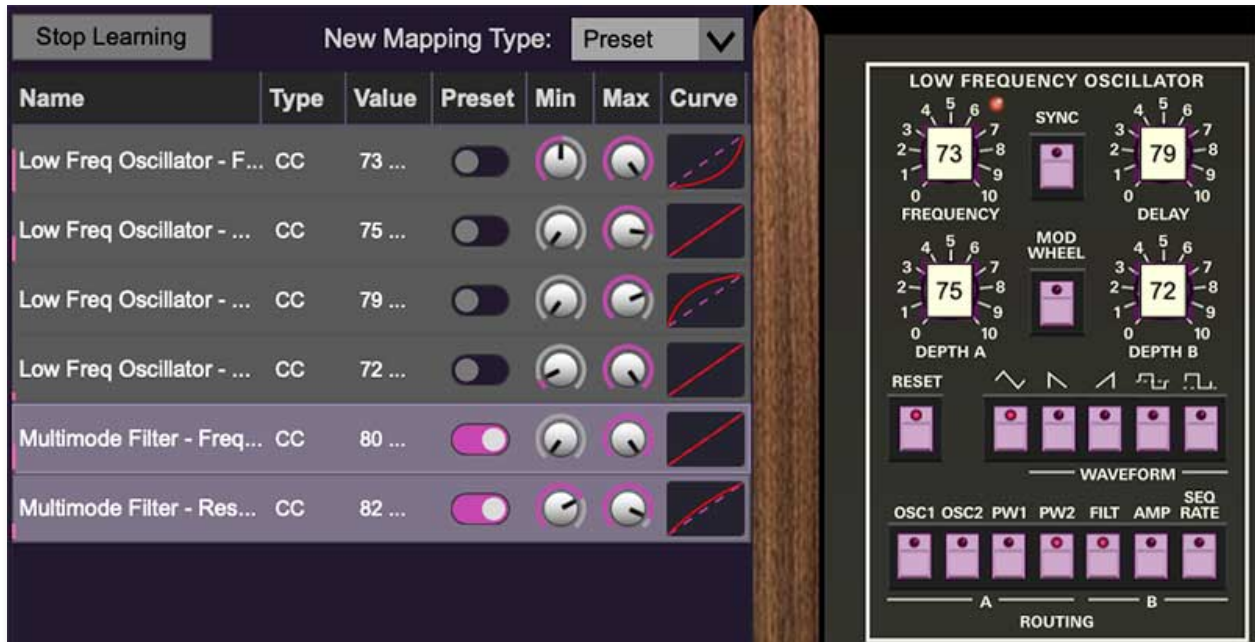 Stop Learning
New Mapping Type: Preset
Name Type Value Preset Min Max Curve
Low Freq Oscillator - F... CC 73 ...
Low Freq Oscillator - ... CC 75 ...
Low Freq Oscillator - ... CC 79 ...
Low Freq Oscillator - ... CC 72 ...
Multimode Filter - Freq... CC 80 ...
Multimode Filter - Res... CC 82 ...
LOW FREQUENCY OSCILLATOR
0 1 2 3 4 5 6 7 8 9 10
73
FREQUENCY
SYNC
0 1 2 3 4 5 6 7 8 9 10
79
DELAY
0 1 2 3 4 5 6 7 8 9 10
75
DEPTH A
MOD
WHEEL
0 1 2 3 4 5 6 7 8 9 10
72
DEPTH B
RESET
WAVEFORM
OSC1 OSC2 PW1 PW2 FILT AMP SEQ
RATE
A B
ROUTING